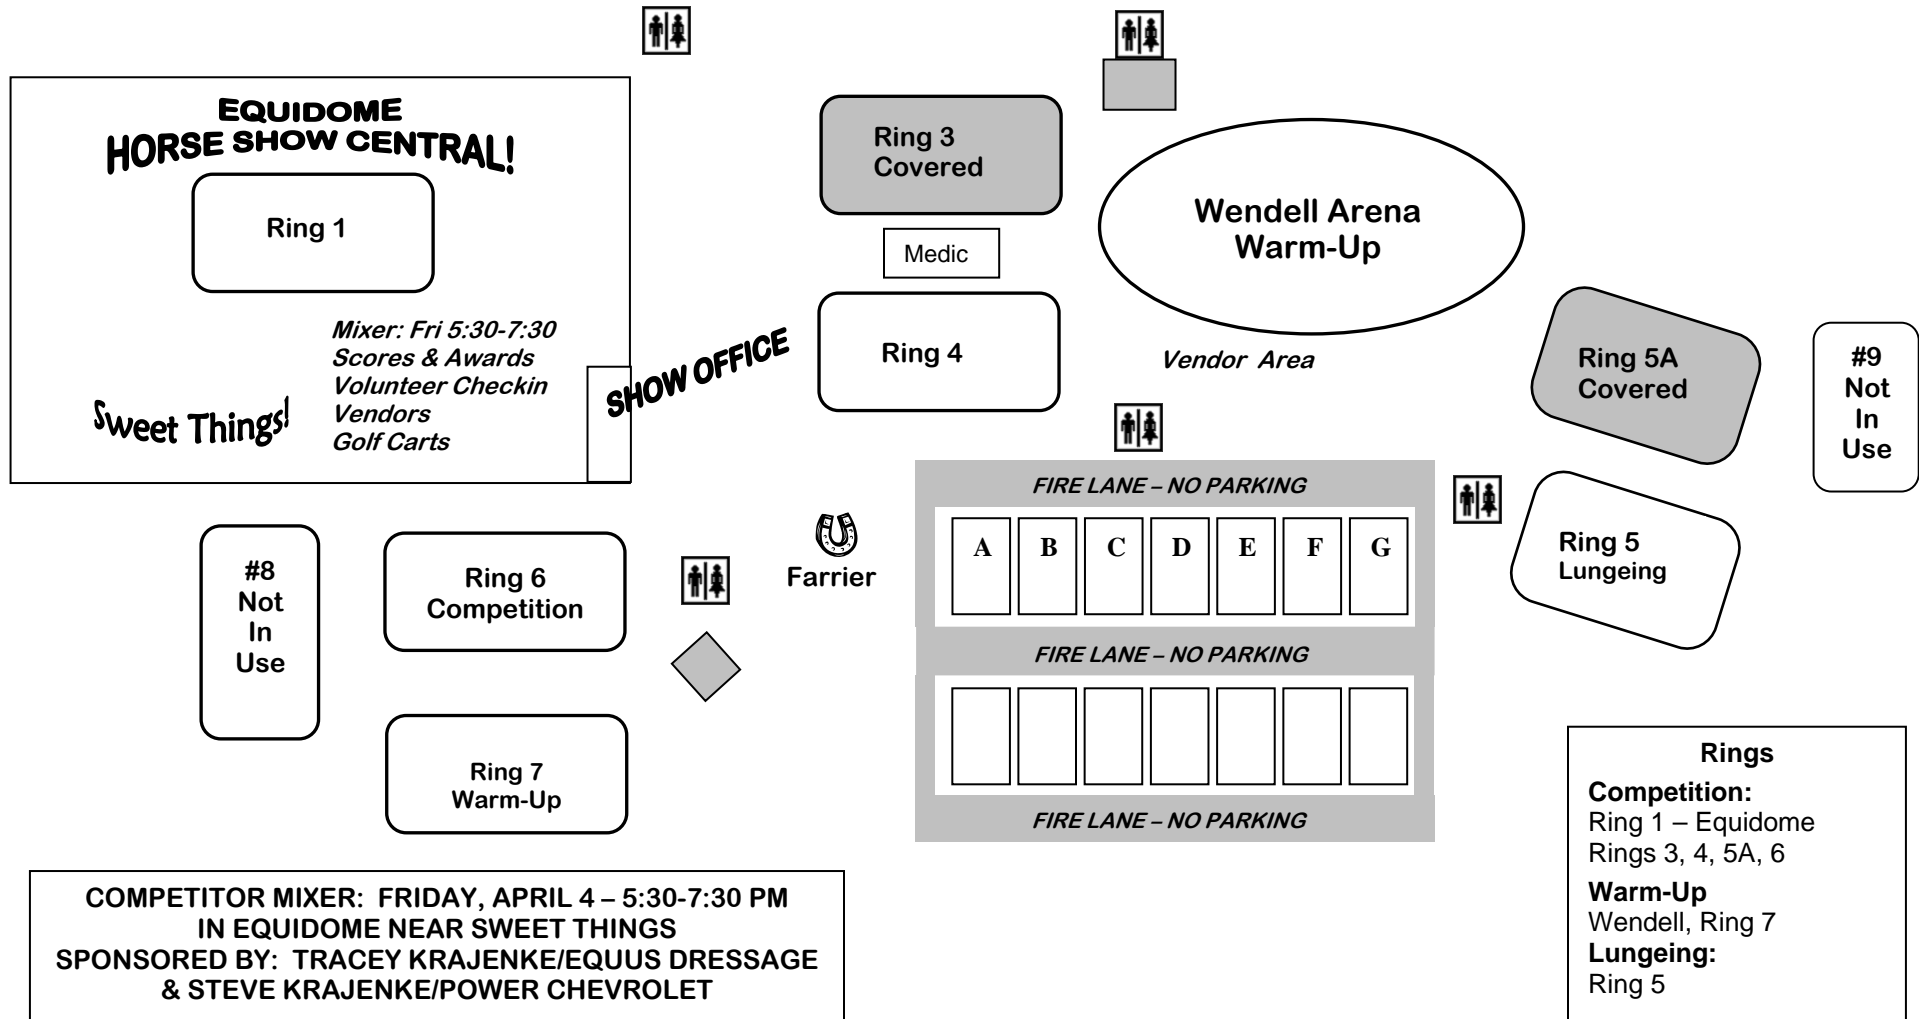 EQUIDOME
HORSE SHOW CENTRAL!
Ring 1
Mixer: Fri 5:30-7:30
Scores & Awards
Volunteer Checkin
Vendors
Golf Carts
Sweet Things!
SHOW OFFICE
Ring 3
Covered
Medic
Ring 4
Wendell Arena
Warm-Up
Vendor Area
Ring 5A
Covered
#9
Not
In
Use
Ring 5
Lungeing
#8
Not
In
Use
Ring 6
Competition
Ring 7
Warm-Up
Farrier
FIRE LANE – NO PARKING
A B C D E F G
FIRE LANE – NO PARKING
FIRE LANE – NO PARKING
COMPETITOR MIXER: FRIDAY, APRIL 4 – 5:30-7:30 PM
IN EQUIDOME NEAR SWEET THINGS
SPONSORED BY: TRACEY KRAJENKE/EQUUS DRESSAGE
& STEVE KRAJENKE/POWER CHEVROLET
Rings
Competition:
Ring 1 – Equidome
Rings 3, 4, 5A, 6
Warm-Up
Wendell, Ring 7
Lungeing:
Ring 5